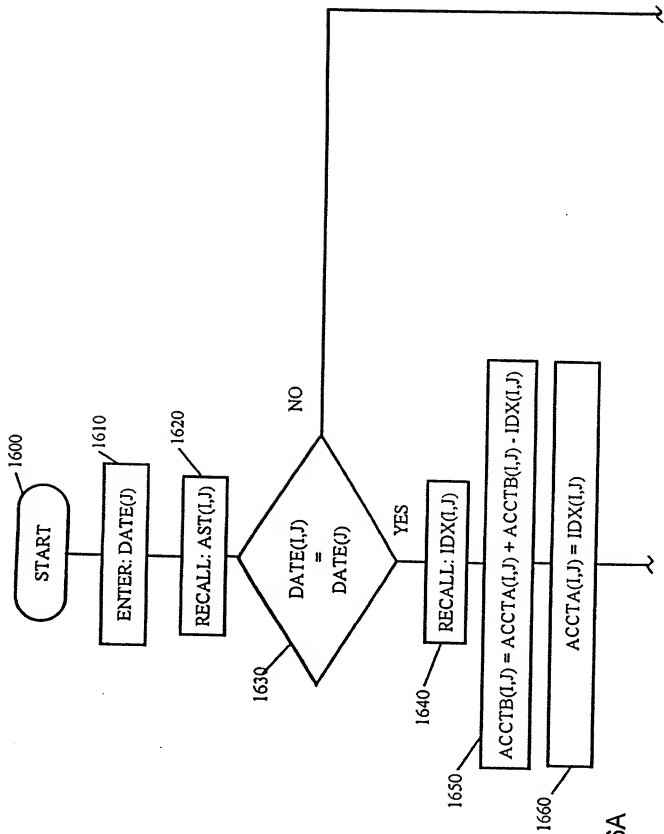 START
1600
ENTER: DATE(J)
1610
RECALL: AST(I,J)
1620
DATE(I,J)
=
DATE(J)
1630
NO
YES
RECALL: IDX(I,J)
1640
ACCTB(I,J) = ACCTA(I,J) + ACCTB(I,J) - IDX(I,J)
1650
ACCTA(I,J) = IDX(I,J)
1660
6A